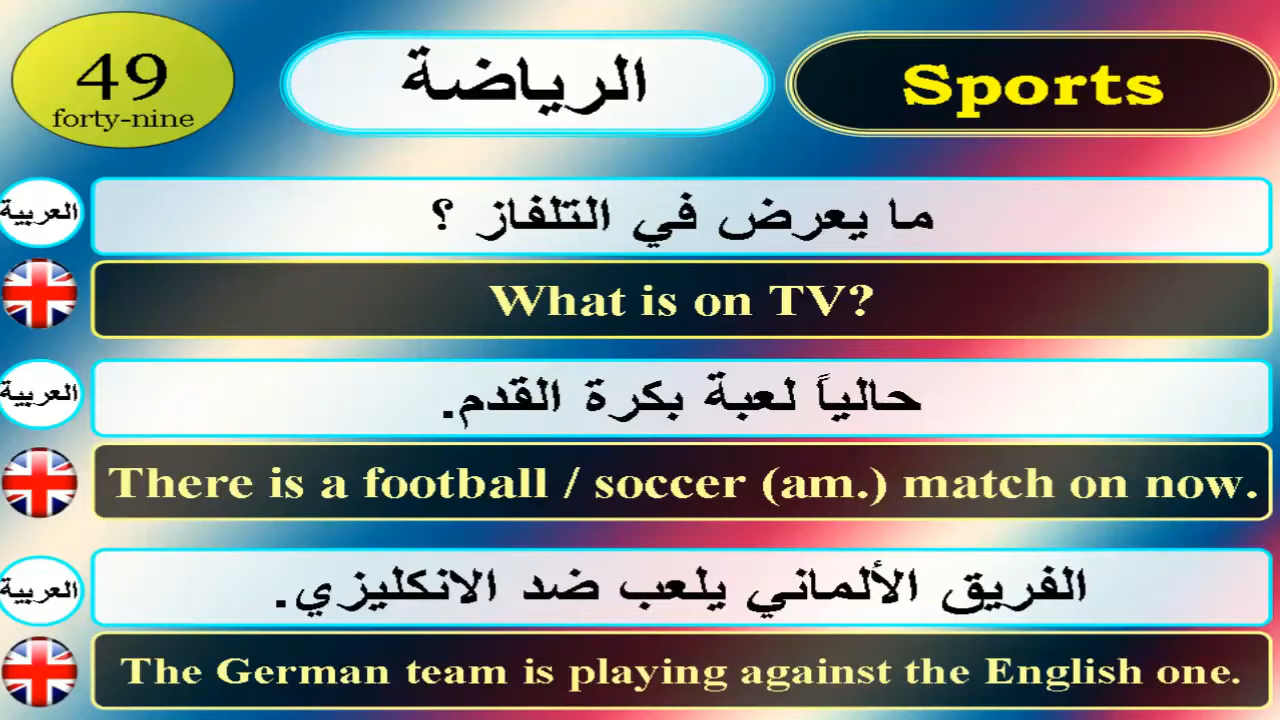 49
forty-nine
الرياضة
Sports
العربية
ما يعرض في التلفاز ؟
What is on TV?
العربية
حالياً لعبة بكرة القدم.
There is a football / soccer (am.) match on now.
العربية
الفريق الألماني يلعب ضد الانكليزي.
The German team is playing against the English one.